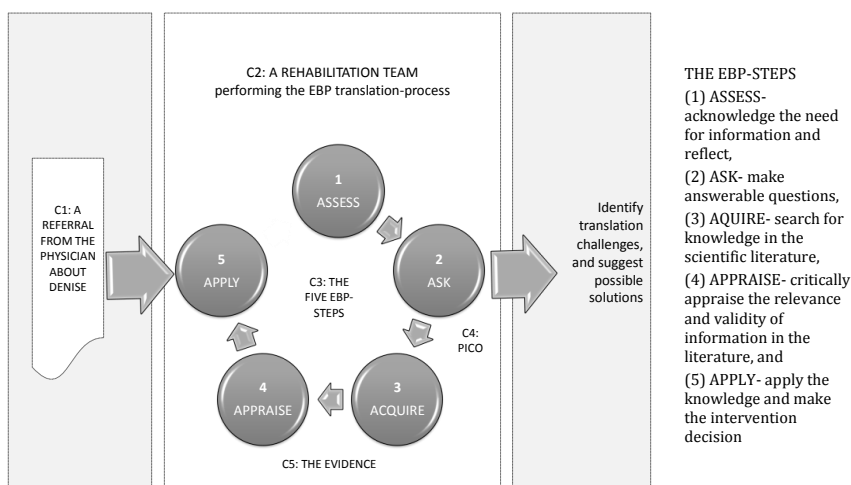 C1: A
REFERRAL
FROM THE
PHYSICIAN
ABOUT
DENISE
C2: A REHABILITATION TEAM
performing the EBP translation-process
1
ASSESS
2
ASK
3
ACQUIRE
4
APPRAISE
5
APPLY
C3: THE
FIVE EBP-
STEPS
C4:
PICO
C5: THE EVIDENCE
Identify
translation
challenges,
and suggest
possible
solutions
THE EBP-STEPS
(1) ASSESS-
acknowledge the need
for information and
reflect,
(2) ASK- make
answerable questions,
(3) AQUIRE- search for
knowledge in the
scientific literature,
(4) APPRAISE- critically
appraise the relevance
and validity of
information in the
literature, and
(5) APPLY- apply the
knowledge and make
the intervention
decision